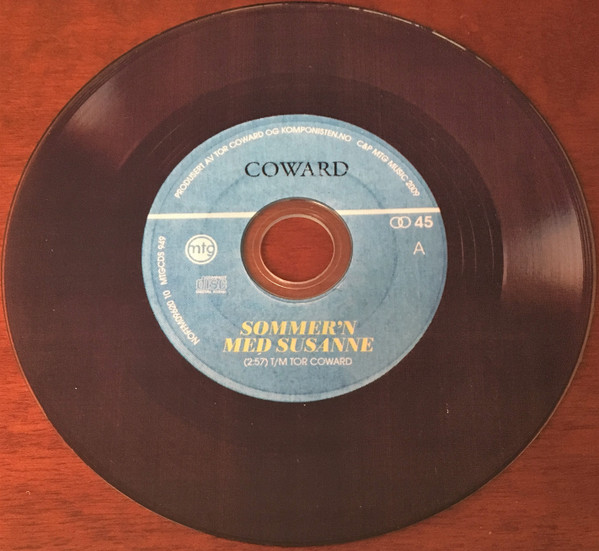 PRODUSERT AV TOR COWARD OG KOMPONISTEN.NO C&P MTG MUSIC 2009
COWARD
45
A
mtg
SOMMER'N
MED SUSANNE
(2:57) T/M TOR COWARD
MTGCDS 949